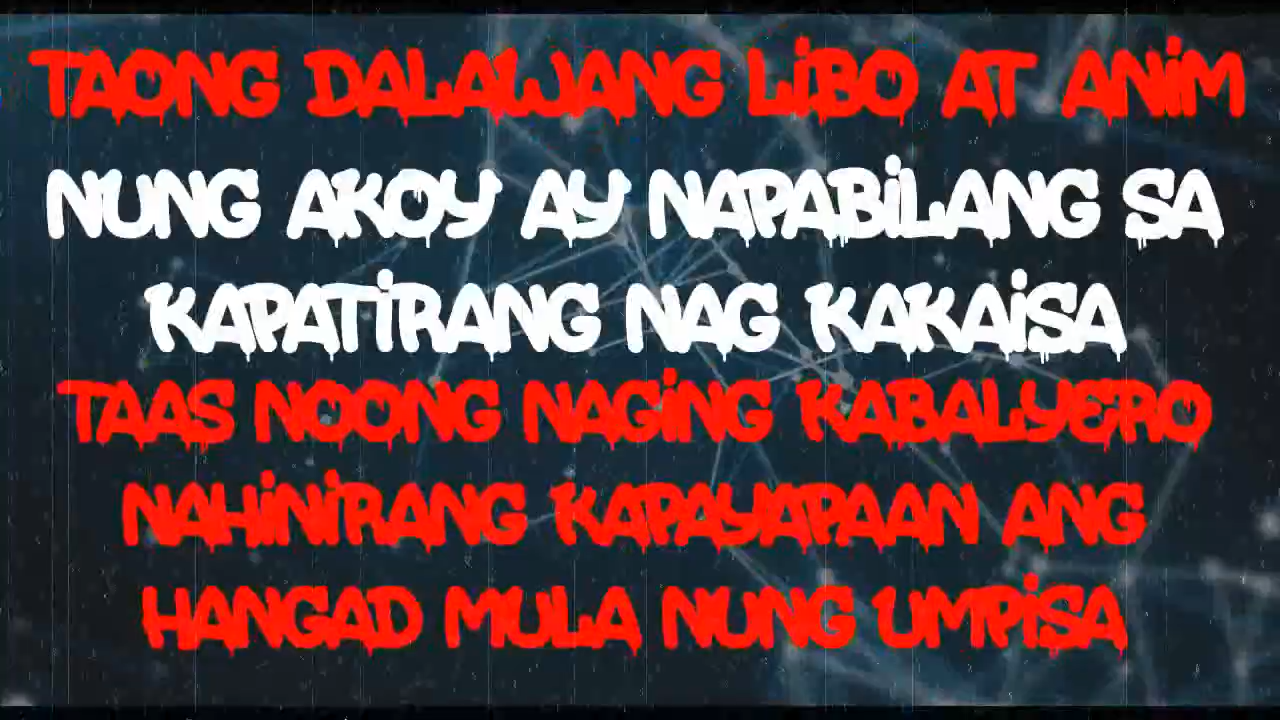 TAONG DALAWANG LiBO AT ANiM
NUNG AKOY AY NAPABiLANG SA
KAPATiRANG NAG KAKAiSA
TAAS NOONG NAGiNG KABALYERO
NAHiNiRANG KAPAYAPAAN ANG
HANGAD MULA NUNG UMPiSA